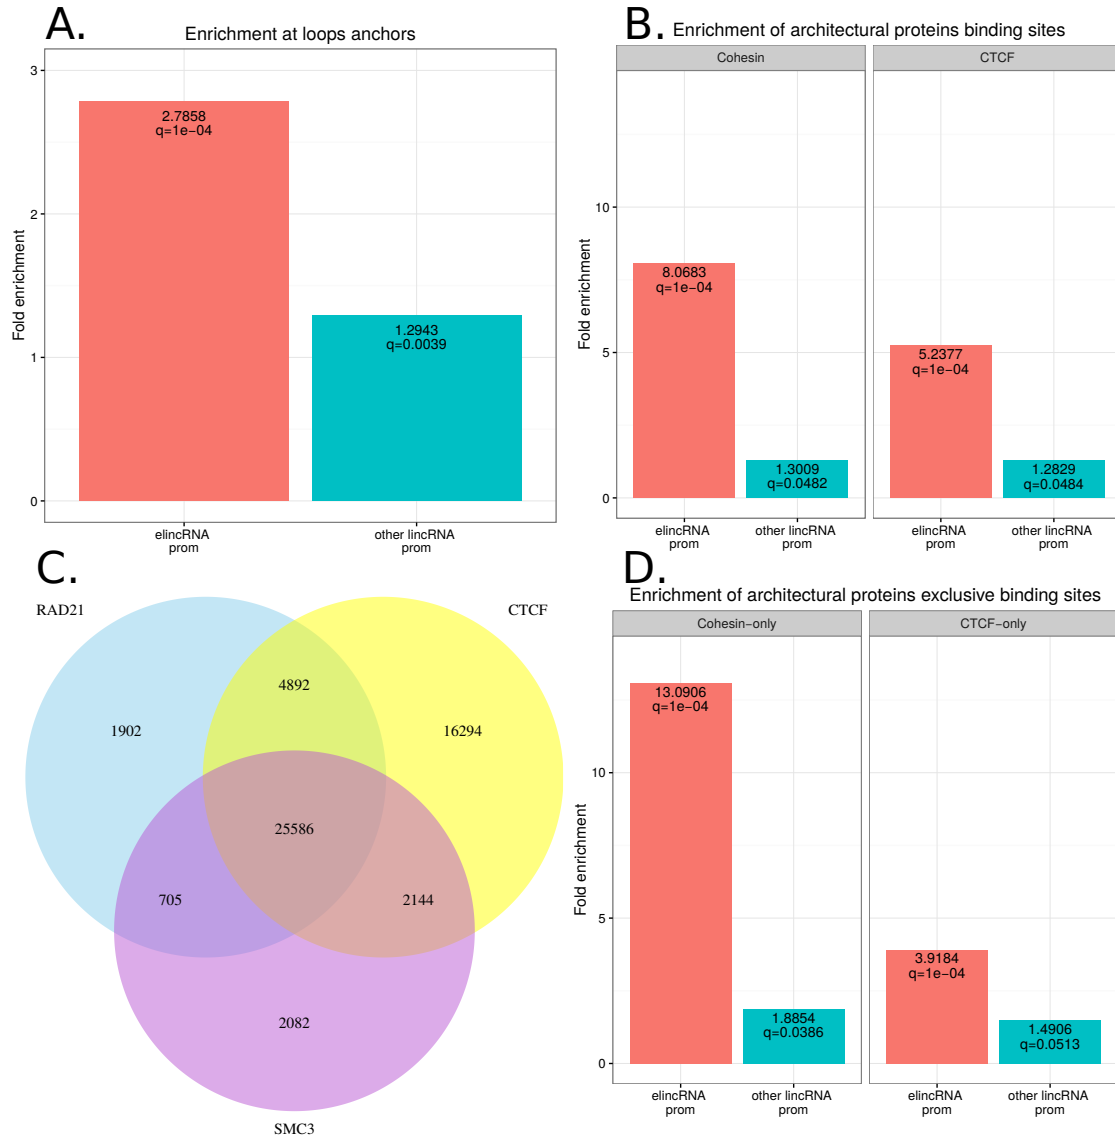 A.
Enrichment at loops anchors
Fold enrichment
3
2
1
0
2.7858
q=1e−04
1.2943
q=0.0039
elincRNA
prom
other lincRNA
prom
B.
Enrichment of architectural proteins binding sites
Cohesin
CTCF
Fold enrichment
10
5
0
8.0683
q=1e−04
1.3009
q=0.0482
5.2377
q=1e−04
1.2829
q=0.0484
elincRNA
prom
other lincRNA
prom
elincRNA
prom
other lincRNA
prom
C.
RAD21
CTCF
4892
1902
16294
25586
705
2144
2082
SMC3
D.
Enrichment of architectural proteins exclusive binding sites
Cohesin−only
CTCF−only
Fold enrichment
10
5
0
13.0906
q=1e−04
1.8854
q=0.0386
3.9184
q=1e−04
1.4906
q=0.0513
elincRNA
prom
other lincRNA
prom
elincRNA
prom
other lincRNA
prom